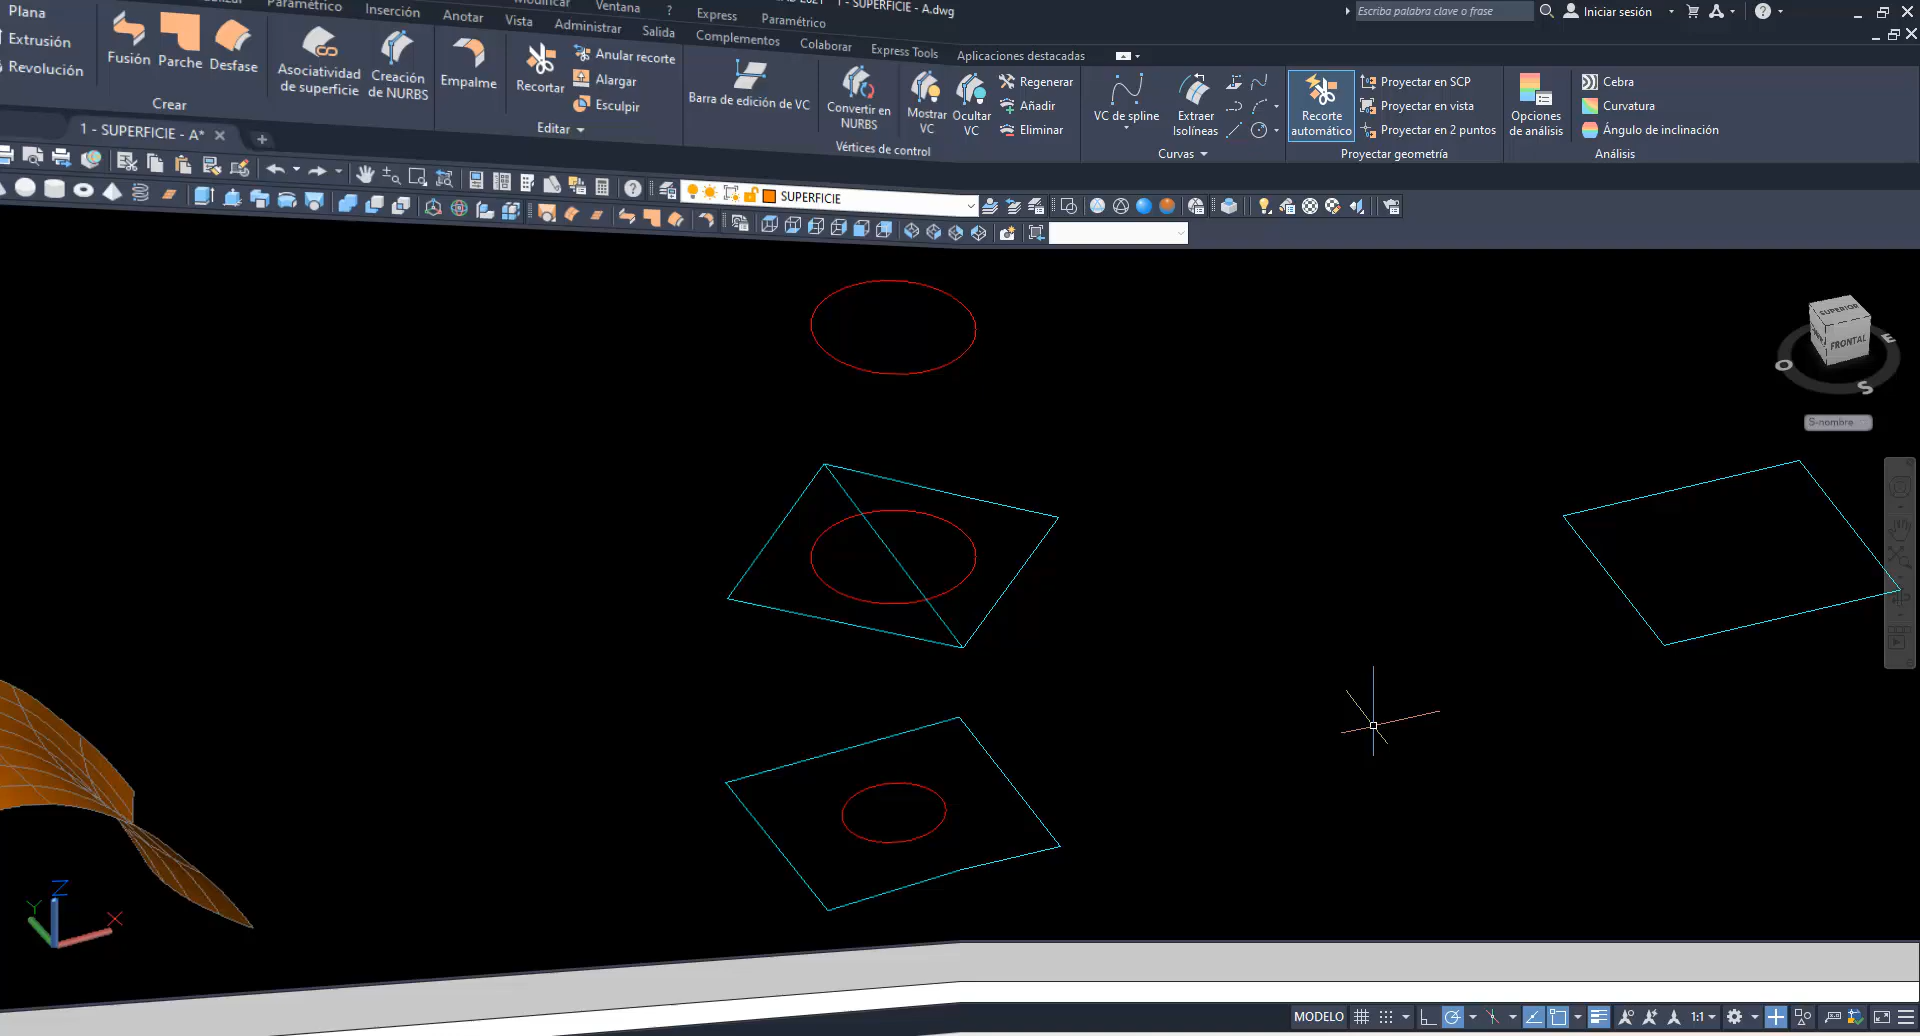 1 - SUPERFICIE - A.dwg
Escriba palabra clave o frase
Iniciar sesión
Paramétrico
Inserción
Anotar
Vista
Ventana
?
Administrar
Salida
Express
Complementos
Paramétrico
Colaborar
Express Tools
Aplicaciones destacadas
Plana
Extrusión
Revolución
Fusión
Parche
Desfase
Crear
Asociatividad
de superficie
Creación
de NURBS
Empalme
Recortar
Anular recorte
Alargar
Esculpir
Editar
Barra de edición de VC
Convertir en
NURBS
Mostrar
VC
Ocultar
VC
Regenerar
Añadir
Eliminar
Vértices de control
VC de spline
Extraer
Isolíneas
Curvas
Recorte
automático
Proyectar en SCP
Proyectar en vista
Proyectar en 2 puntos
Proyectar geometría
Opciones
de análisis
Cebra
Curvatura
Ángulo de inclinación
Análisis
1 - SUPERFICIE - A*
SUPERFICIE
SUPERIOR
FRONTAL
E
O
S
S-nombre
Z
Y
X
MODELO
1:1